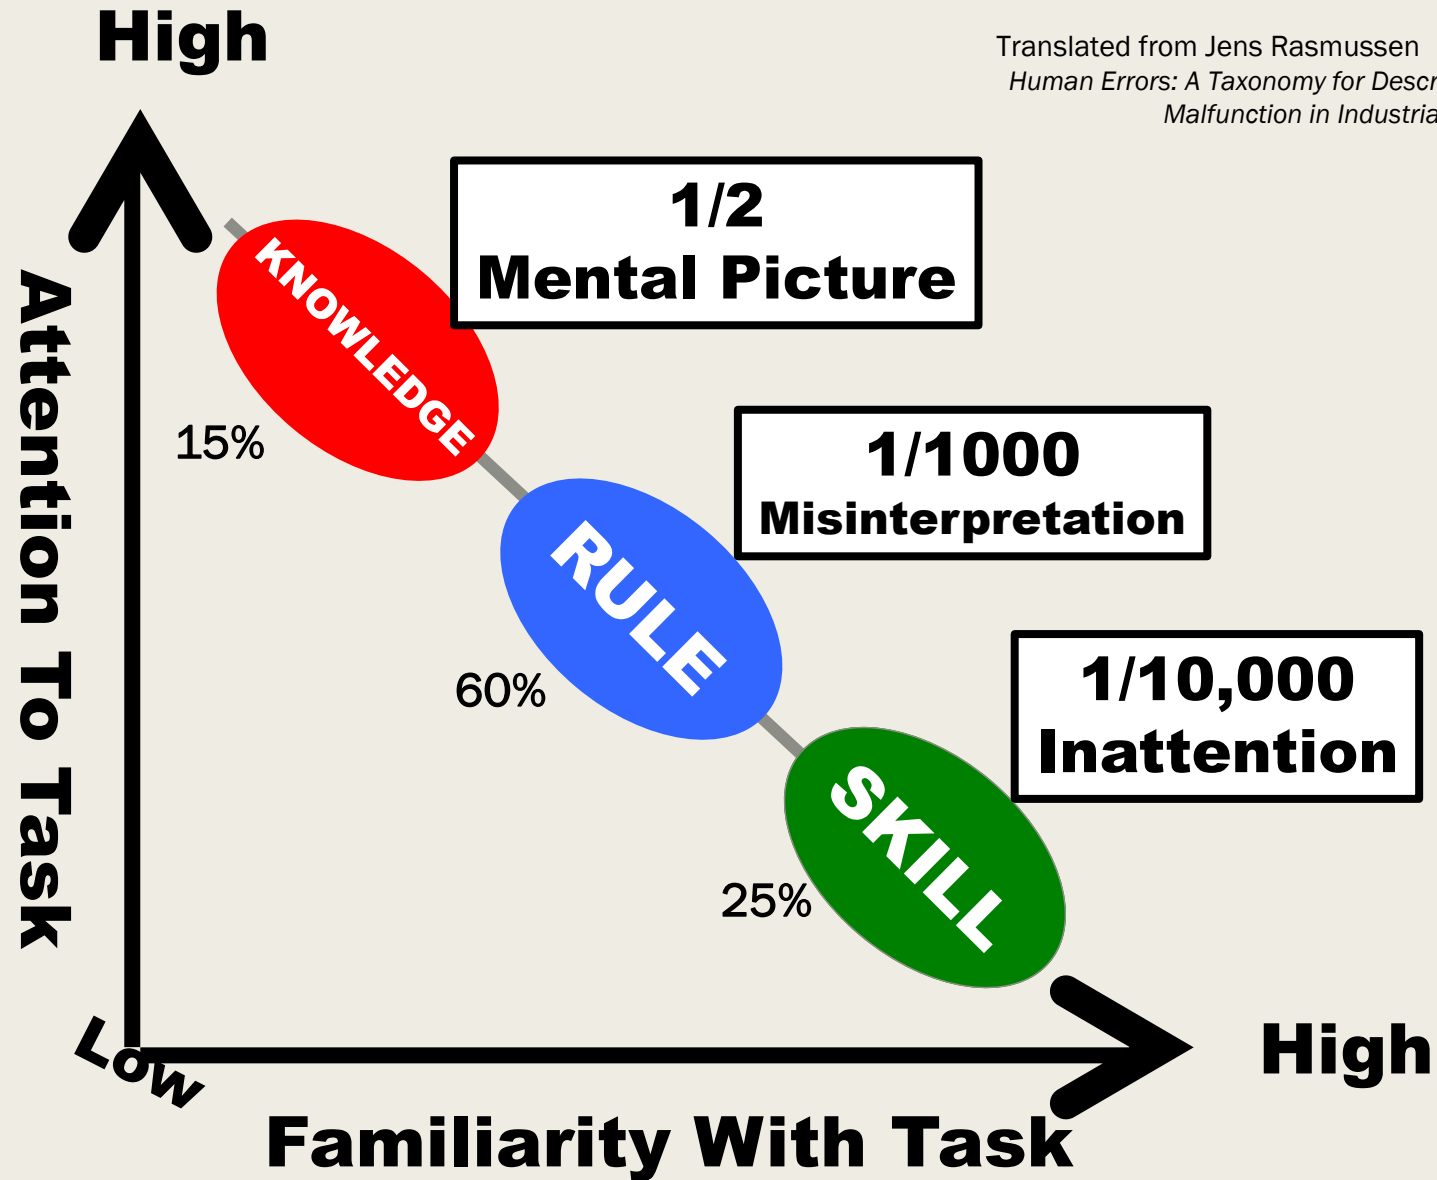 High
Translated from Jens Rasmussen
Human Errors: A Taxonomy for Descr
Malfunction in Industria
Attention To Task
1/2
Mental Picture
KNOWLEDGE
15%
1/1000
Misinterpretation
RULE
60%
1/10,000
Inattention
SKILL
25%
Low
High
Familiarity With Task